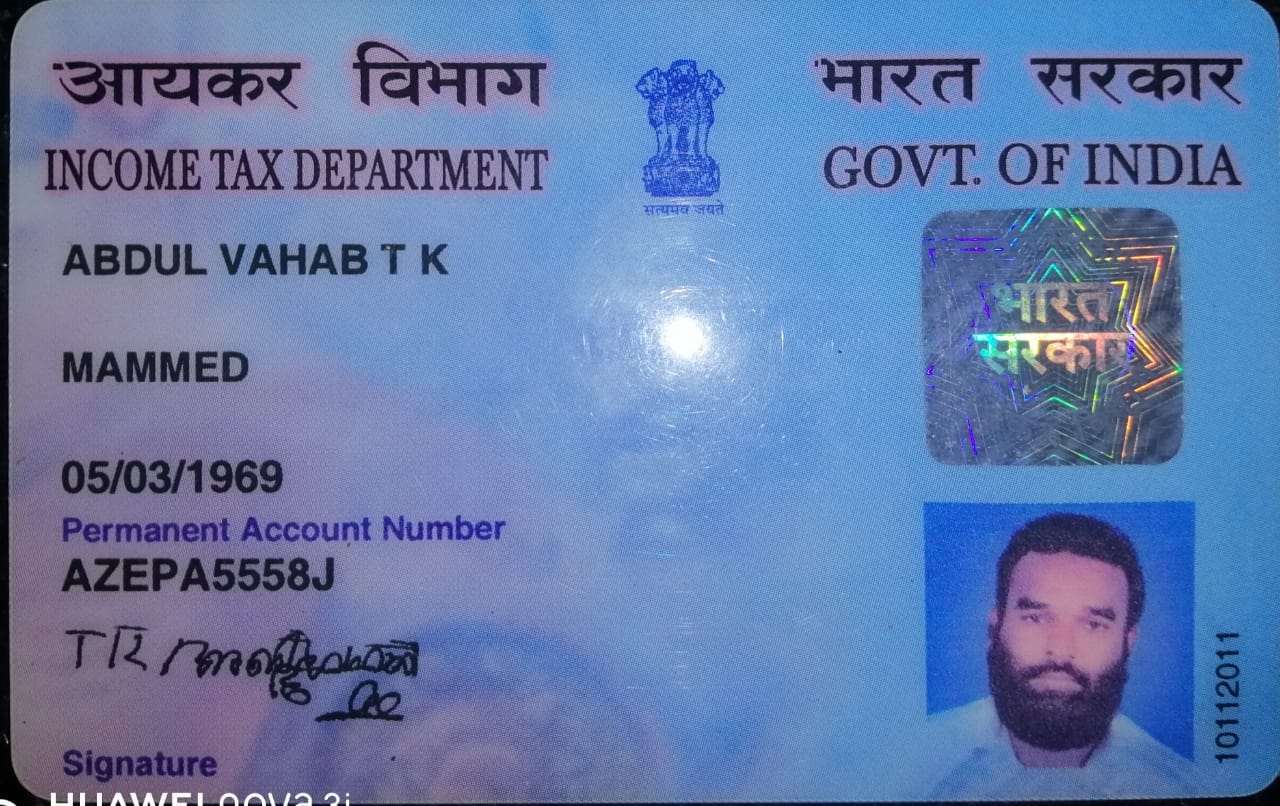 आयकर विभाग
INCOME TAX DEPARTMENT
भारत सरकार
GOVT. OF INDIA
सत्यमेव जयते
ABDUL VAHAB T K
MAMMED
भारत
सरकार
05/03/1969
Permanent Account Number
AZEPA5558J
TK
Signature
10112011
HUAWEI nova 3i